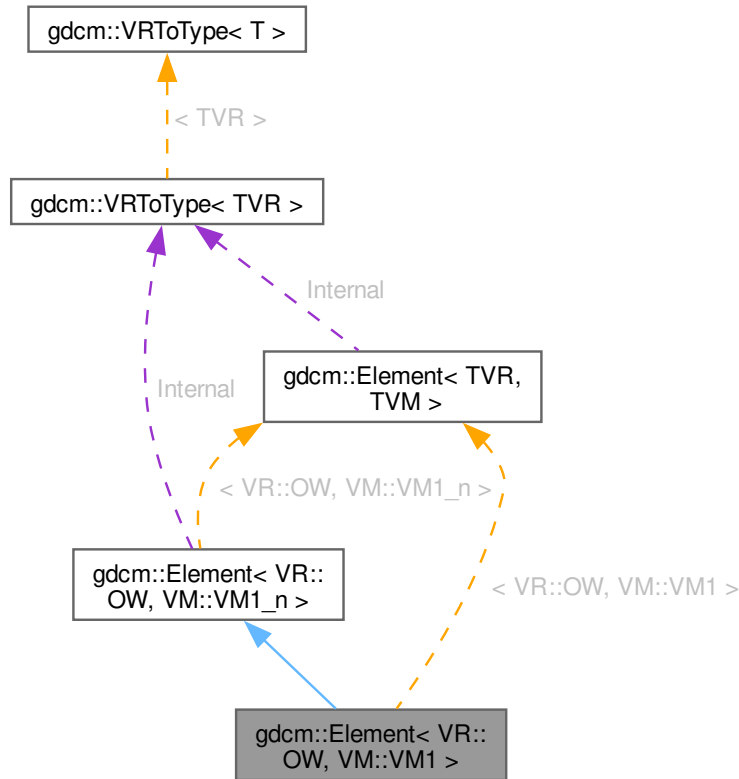 gdcm::VRToType< T >
< TVR >
gdcm::VRToType< TVR >
Internal
gdcm::Element< TVR,
TVM >
Internal
< VR::OW, VM::VM1_n >
gdcm::Element< VR::
OW, VM::VM1_n >
< VR::OW, VM::VM1 >
gdcm::Element< VR::
OW, VM::VM1 >